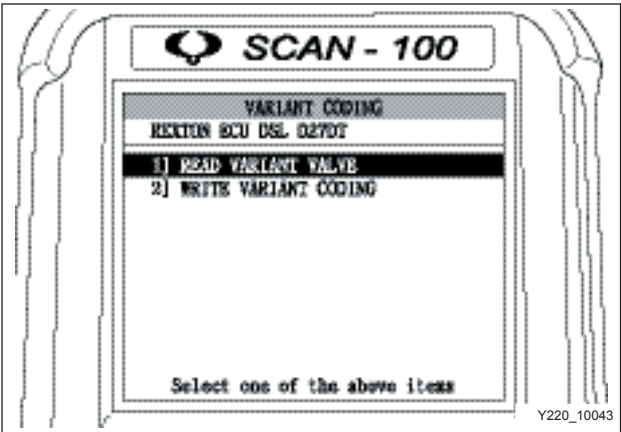 SCAN - 100
VARIANT CODING
REXTON ECU DSL D27DT
1] READ VARIANT VALVE
2] WRITE VARIANT CODING
Select one of the above items
Y220_10043